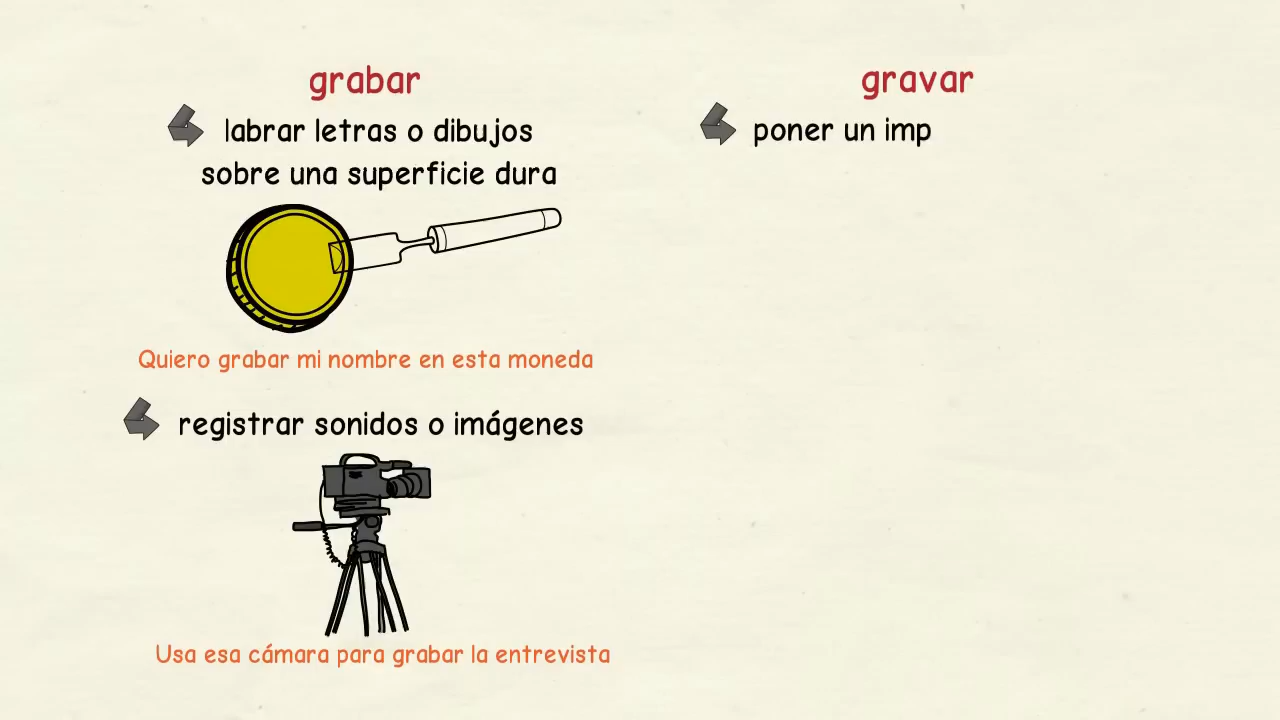 grabar
labrar letras o dibujos
sobre una superficie dura
Quiero grabar mi nombre en esta moneda
registrar sonidos o imágenes
Usa esa cámara para grabar la entrevista
gravar
poner un imp